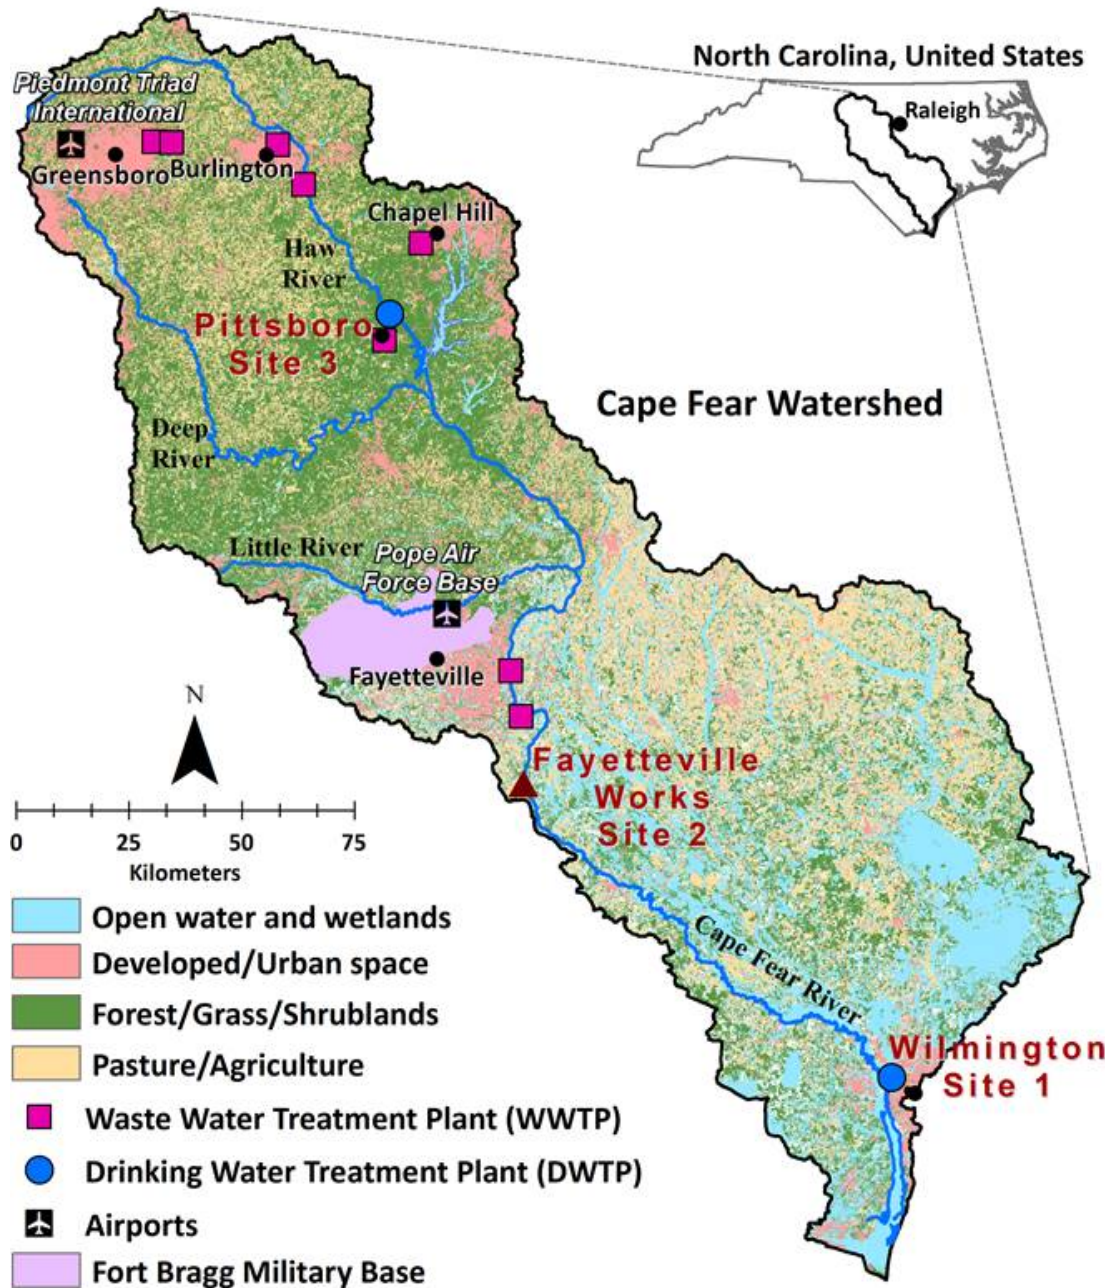 North Carolina, United States
Raleigh
Piedmont Triad
International
Greensboro
Burlington
Chapel Hill
Haw
River
Pittsboro
Site 3
Cape Fear Watershed
Deep
River
Little River
Pope Air
Force Base
Fayetteville
N
Fayetteville
Works
Site 2
0 25 50 75
Kilometers
Cape Fear River
Wilmington
Site 1
Open water and wetlands
Developed/Urban space
Forest/Grass/Shrublands
Pasture/Agriculture
Waste Water Treatment Plant (WWTP)
Drinking Water Treatment Plant (DWTP)
Airports
Fort Bragg Military Base